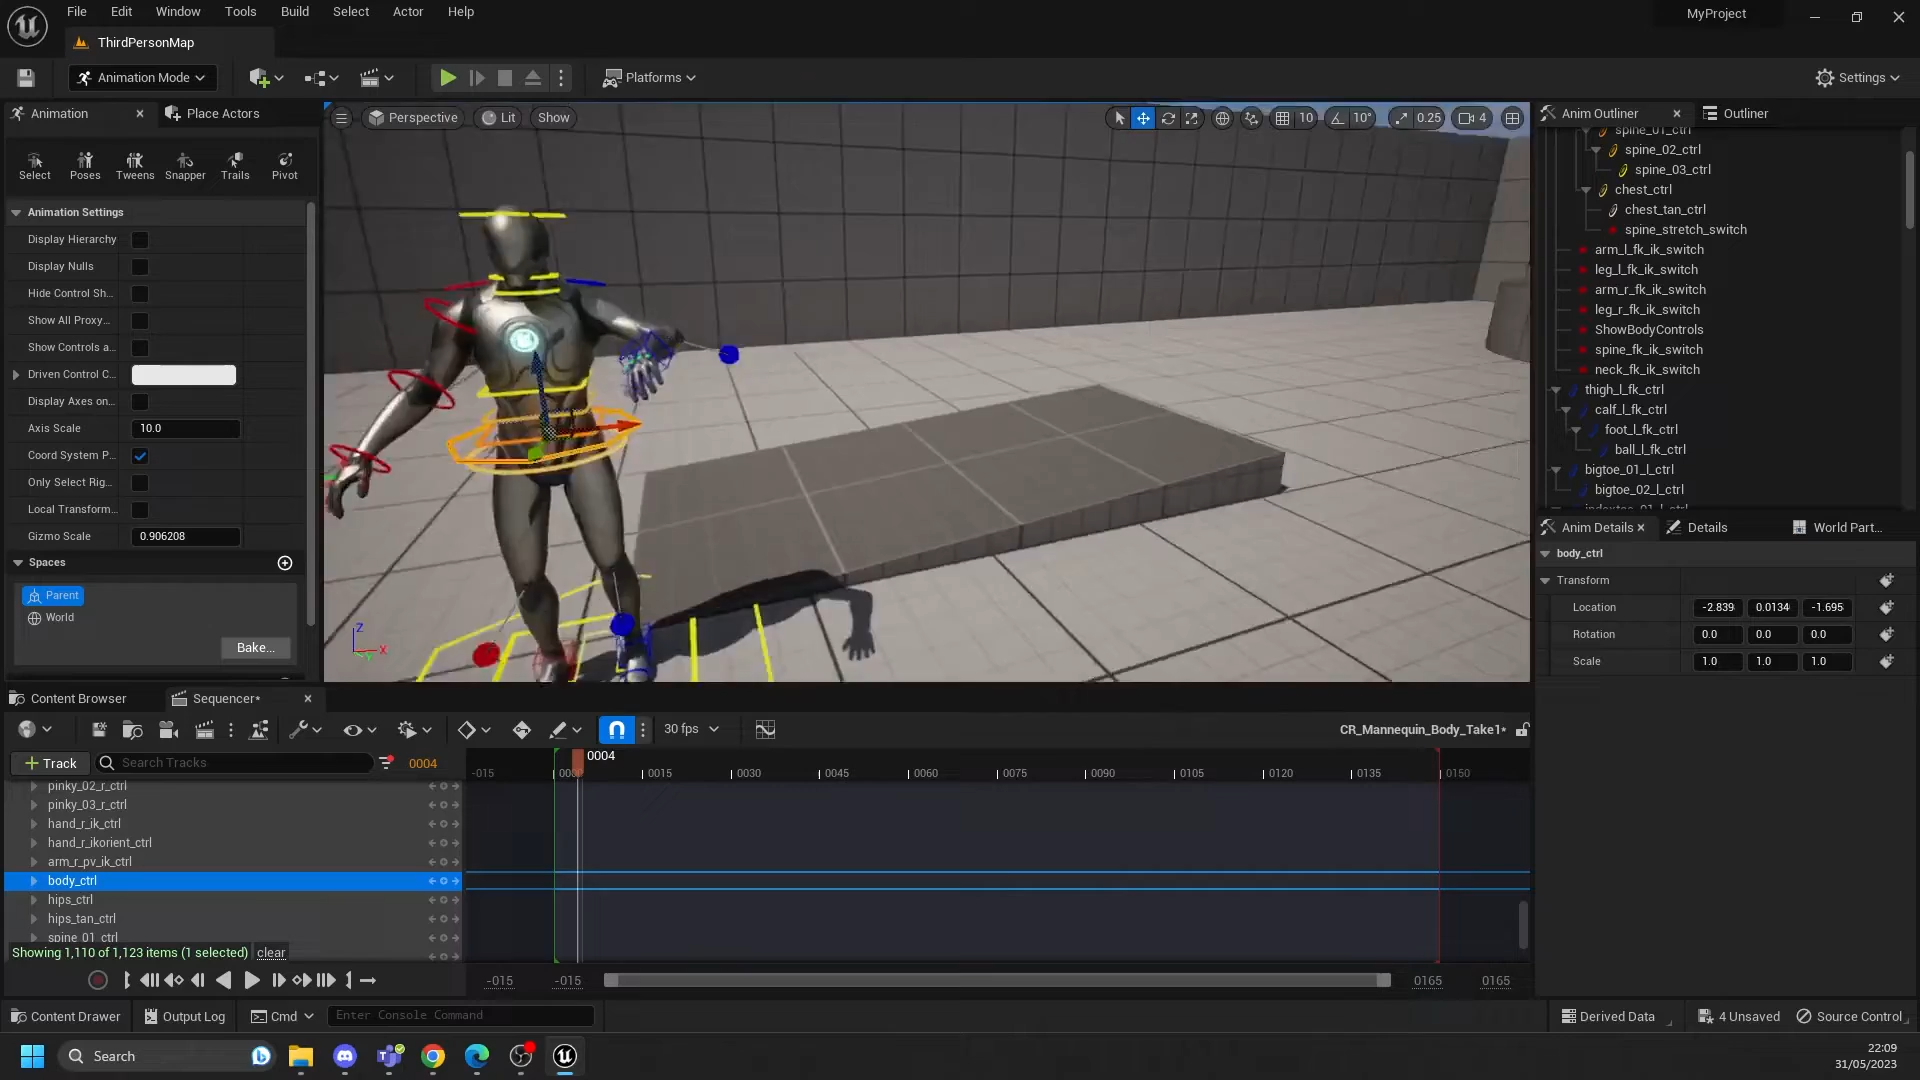 File Edit Window Tools Build Select Actor Help
MyProject
ThirdPersonMap
Animation Mode
Platforms
Settings
Animation
Place Actors
Perspective
Lit
Show
10
10°
0.25
4
Anim Outliner
Outliner
Select
Poses
Tweens
Snapper
Trails
Pivot
Animation Settings
Display Hierarchy
Display Nulls
Hide Control Sh...
Show All Proxy...
Show Controls a...
Driven Control C...
Display Axes on...
Axis Scale 10.0
Coord System P...
Only Select Rig...
Local Transform...
Gizmo Scale 0.906208
Spaces
Parent
World
Bake...
Z
X
spine_01_ctrl
spine_02_ctrl
spine_03_ctrl
chest_ctrl
chest_tan_ctrl
spine_stretch_switch
arm_l_fk_ik_switch
leg_l_fk_ik_switch
arm_r_fk_ik_switch
leg_r_fk_ik_switch
ShowBodyControls
spine_fk_ik_switch
neck_fk_ik_switch
thigh_l_fk_ctrl
calf_l_fk_ctrl
foot_l_fk_ctrl
ball_l_fk_ctrl
bigtoe_01_l_ctrl
bigtoe_02_l_ctrl
Anim Details
Details
World Part...
body_ctrl
Transform
Location -2.839 0.0134 -1.695
Rotation 0.0 0.0 0.0
Scale 1.0 1.0 1.0
Content Browser
Sequencer*
30 fps
CR_Mannequin_Body_Take1*
+ Track
Search Tracks
0004
0004
-015 0000 0015 0030 0045 0060 0075 0090 0105 0120 0135 0150
pinky_02_r_ctrl
pinky_03_r_ctrl
hand_r_ik_ctrl
hand_r_ikorient_ctrl
arm_r_pv_ik_ctrl
body_ctrl
hips_ctrl
hips_tan_ctrl
spine_01_ctrl
Showing 1,110 of 1,123 items (1 selected) clear
-015 -015 0165 0165
Content Drawer
Output Log
Cmd
Enter Console Command
Derived Data
4 Unsaved
Source Control
Search
22:09
31/05/2023